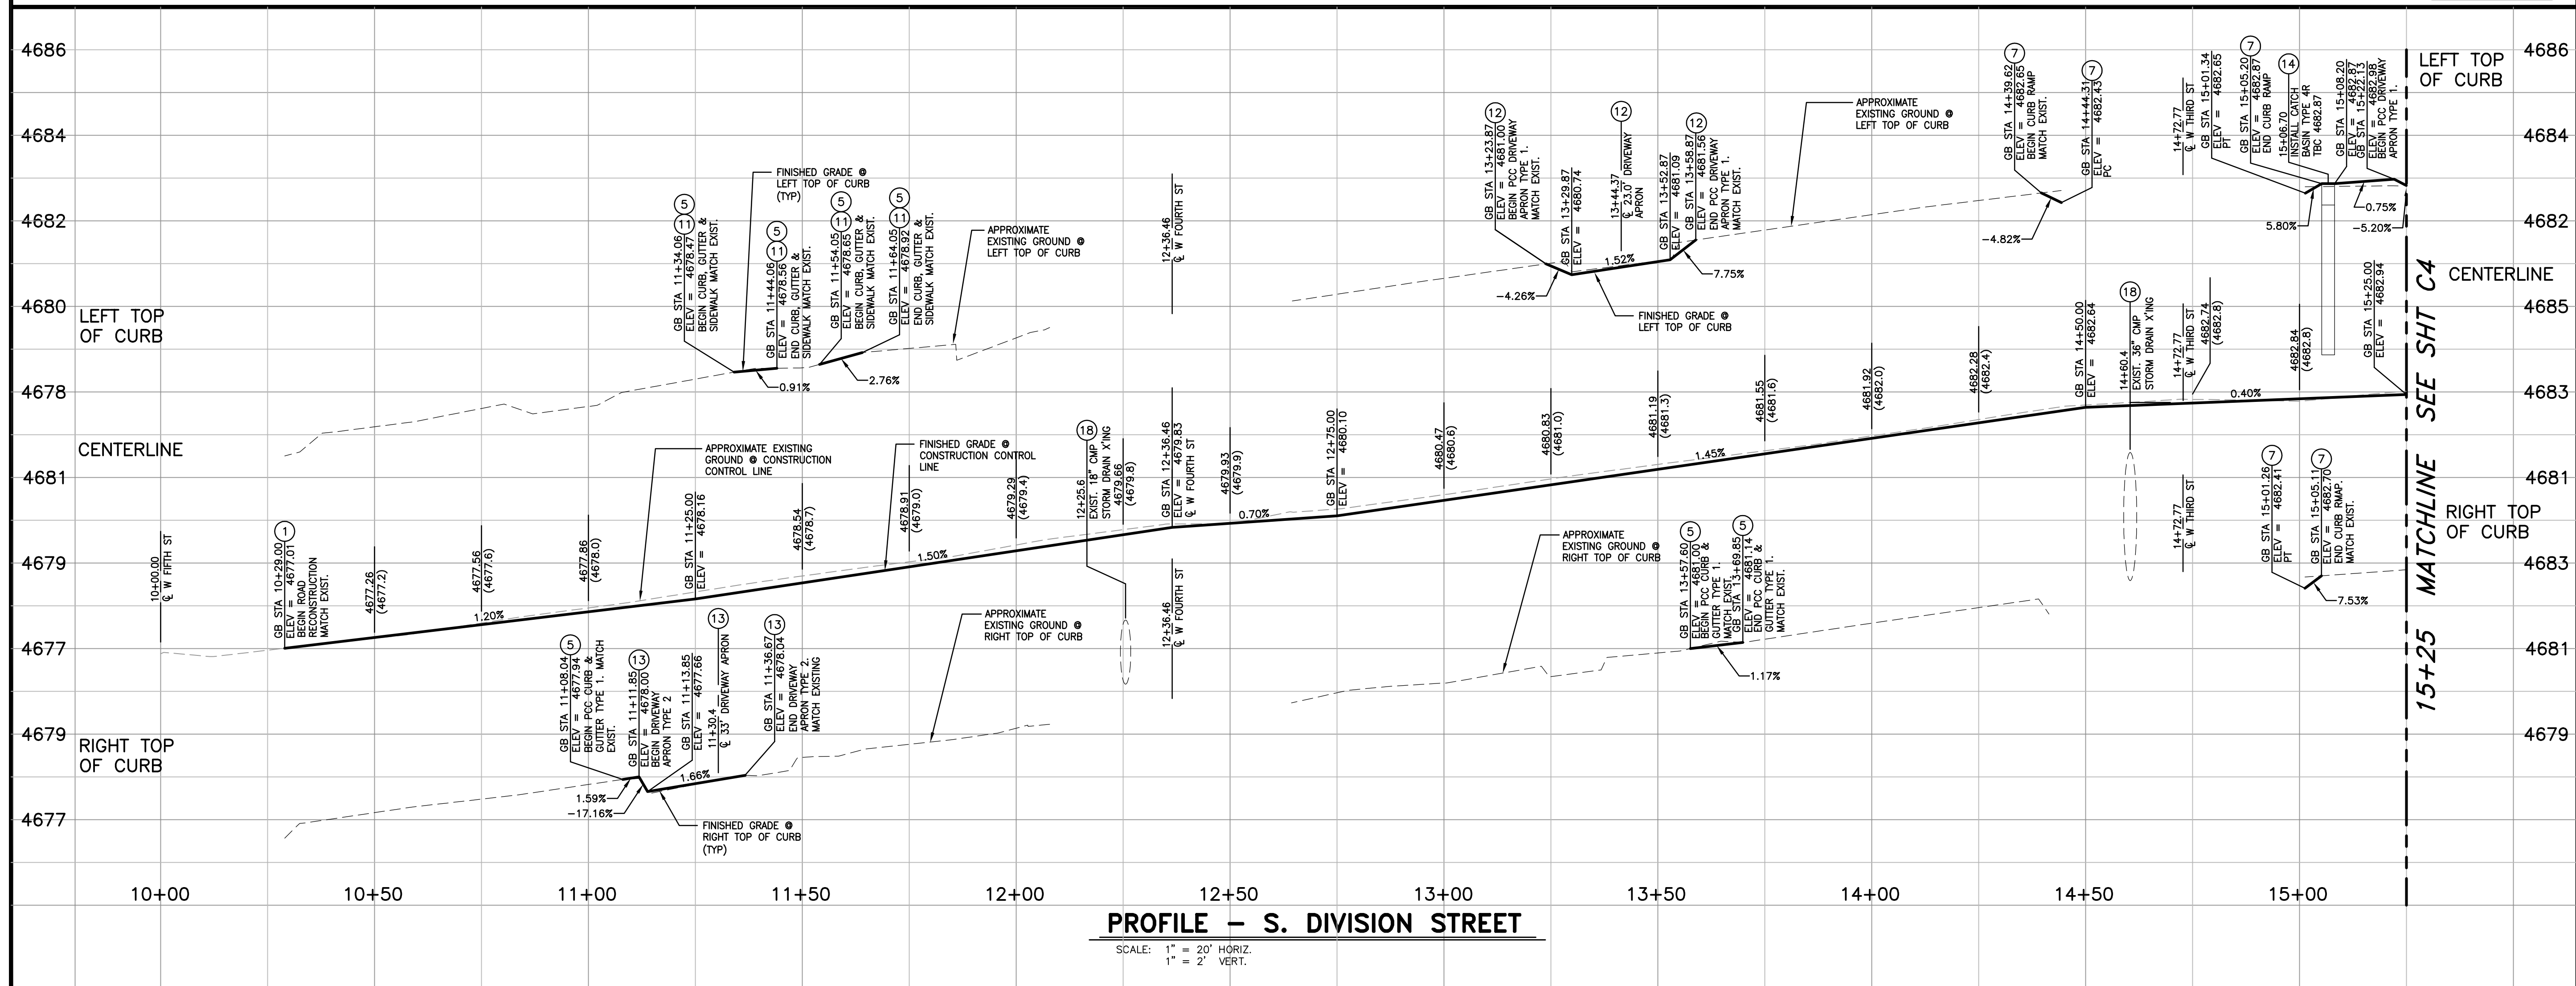 4686
4684
4682
4680
4678
LEFT TOP
OF CURB
CENTERLINE
4681
4679
4677
RIGHT TOP
OF CURB
4679
4677
FINISHED GRADE @
LEFT TOP OF CURB
(TYP)
5
11
GB STA 11+34.06
ELEV = 4678.47
BEGIN CURB, GUTTER &
SIDEWALK MATCH EXIST.
5
11
GB STA 11+44.06
ELEV = 4678.56
END CURB, GUTTER &
SIDEWALK MATCH EXIST.
5
11
GB STA 11+54.05
ELEV = 4678.65
BEGIN CURB, GUTTER &
SIDEWALK MATCH EXIST.
5
11
GB STA 11+64.05
ELEV = 4678.92
END CURB, GUTTER &
SIDEWALK MATCH EXIST.
0.91%
2.76%
APPROXIMATE
EXISTING GROUND @
LEFT TOP OF CURB
12+36.46
℄ W FOURTH ST
12
GB STA 13+23.87
ELEV = 4681.00
BEGIN PCC DRIVEWAY
APRON TYPE 1.
MATCH EXIST.
GB STA 13+29.87
ELEV = 4680.74
12
13+44.37
℄ 23.0' DRIVEWAY
APRON
GB STA 13+52.87
ELEV = 4681.09
12
GB STA 13+58.87
ELEV = 4681.56
END PCC DRIVEWAY
APRON TYPE 1.
MATCH EXIST.
-4.26%
1.52%
7.75%
FINISHED GRADE @
LEFT TOP OF CURB
APPROXIMATE
EXISTING GROUND @
LEFT TOP OF CURB
7
GB STA 14+39.62
ELEV = 4682.65
BEGIN CURB RAMP
MATCH EXIST.
7
GB STA 14+44.31
ELEV = 4682.43
PC
-4.82%
14+72.77
℄ W THIRD ST
GB STA 15+01.34
ELEV = 4682.65
PT
7
GB STA 15+05.20
ELEV = 4682.87
END CURB RAMP
14
15+06.70
INSTALL CATCH
BASIN TYPE 4R
TBC 4682.87
GB STA 15+08.20
ELEV = 4682.87
GB STA 15+22.13
ELEV = 4682.98
BEGIN PCC DRIVEWAY
APRON TYPE 1.
5.80%
0.75%
-5.20%
10+00.00
℄ W FIFTH ST
1
GB STA 10+29.00
ELEV = 4677.01
BEGIN ROAD
RECONSTRUCTION
MATCH EXIST.
4677.26
(4677.2)
4677.56
(4677.6)
1.20%
4677.86
(4678.0)
APPROXIMATE EXISTING
GROUND @ CONSTRUCTION
CONTROL LINE
GB STA 11+25.00
ELEV = 4678.16
4678.54
(4678.7)
4678.91
(4679.0)
FINISHED GRADE @
CONSTRUCTION CONTROL
LINE
1.50%
4679.29
(4679.4)
18
12+25.6
EXIST. 18" CMP
STORM DRAIN X'ING
4679.66
(4679.8)
GB STA 12+36.46
ELEV = 4679.83
℄ W FOURTH ST
4679.93
(4679.9)
0.70%
GB STA 12+75.00
ELEV = 4680.10
4680.47
(4680.6)
4680.83
(4681.0)
4681.19
(4681.3)
1.45%
4681.55
(4681.6)
4681.92
(4682.0)
4682.28
(4682.4)
GB STA 14+50.00
ELEV = 4682.64
18
14+60.4
EXIST. 36" CMP
STORM DRAIN X'ING
14+72.77
℄ W THIRD ST
4682.74
(4682.8)
0.40%
4682.84
(4682.8)
GB STA 15+25.00
ELEV = 4682.94
5
GB STA 11+08.04
ELEV = 4677.94
BEGIN PCC CURB &
GUTTER TYPE 1. MATCH
EXIST.
13
GB STA 11+11.85
ELEV = 4678.00
BEGIN DRIVEWAY
APRON TYPE 2
GB STA 11+13.85
ELEV = 4677.66
13
11+30.4
℄ 33' DRIVEWAY APRON
13
GB STA 11+36.67
ELEV = 4678.04
END DRIVEWAY
APRON TYPE 2.
MATCH EXISTING
1.59%
-17.16%
1.66%
FINISHED GRADE @
RIGHT TOP OF CURB
(TYP)
APPROXIMATE
EXISTING GROUND @
RIGHT TOP OF CURB
12+36.46
℄ W FOURTH ST
APPROXIMATE
EXISTING GROUND @
RIGHT TOP OF CURB
5
GB STA 13+57.60
ELEV = 4681.00
BEGIN PCC CURB &
GUTTER TYPE 1.
MATCH EXIST.
5
GB STA 13+69.85
ELEV = 4681.14
END PCC CURB &
GUTTER TYPE 1.
MATCH EXIST.
1.17%
14+72.77
℄ W THIRD ST
7
GB STA 15+01.26
ELEV = 4682.41
PT
7
GB STA 15+05.11
ELEV = 4682.70
END CURB RMAP.
MATCH EXIST.
7.53%
15+25 MATCHLINE SEE SHT C4
4686
LEFT TOP
OF CURB
4684
4682
CENTERLINE
4685
4683
4681
RIGHT TOP
OF CURB
4683
4681
4679
10+00 10+50 11+00 11+50 12+00 12+50 13+00 13+50 14+00 14+50 15+00
PROFILE – S. DIVISION STREET
SCALE: 1" = 20' HORIZ.
1" = 2' VERT.